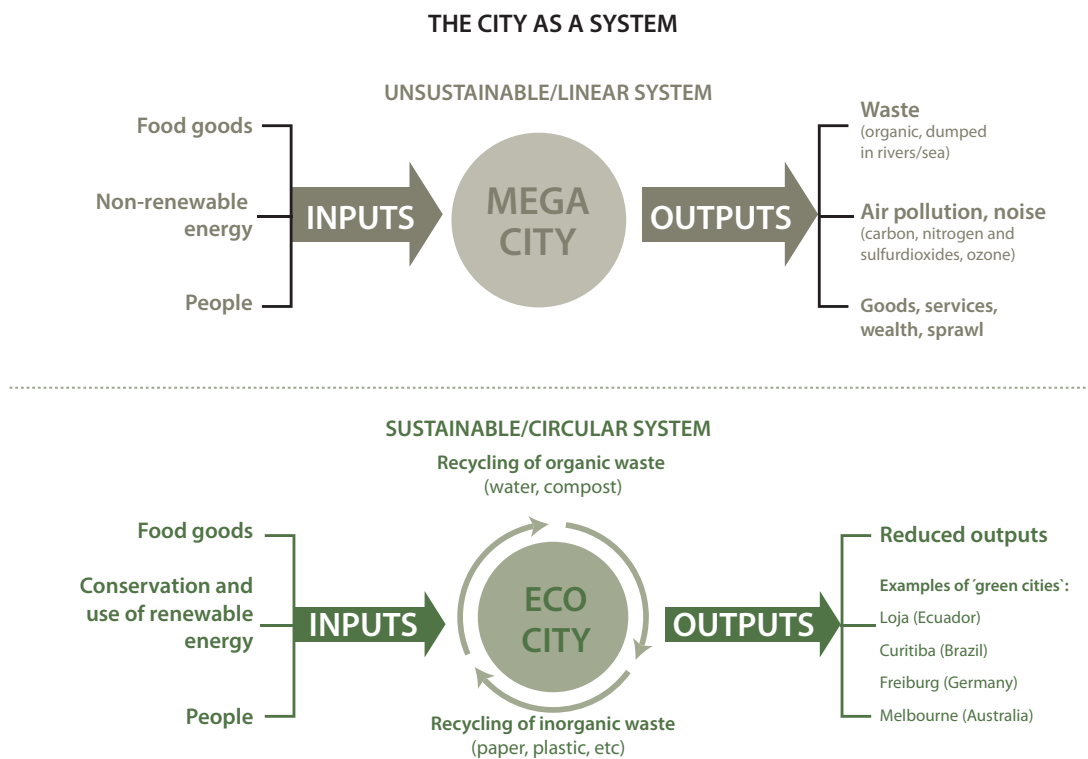 THE CITY AS A SYSTEM
UNSUSTAINABLE/LINEAR SYSTEM
Food goods
Non-renewable
energy
People
INPUTS
MEGA
CITY
OUTPUTS
Waste
(organic, dumped
in rivers/sea)
Air pollution, noise
(carbon, nitrogen and
sulfurdioxides, ozone)
Goods, services,
wealth, sprawl
SUSTAINABLE/CIRCULAR SYSTEM
Recycling of organic waste
(water, compost)
Food goods
Conservation and
use of renewable
energy
People
INPUTS
ECO
CITY
Recycling of inorganic waste
(paper, plastic, etc)
OUTPUTS
Reduced outputs
Examples of ´green cities`:
Loja (Ecuador)
Curitiba (Brazil)
Freiburg (Germany)
Melbourne (Australia)